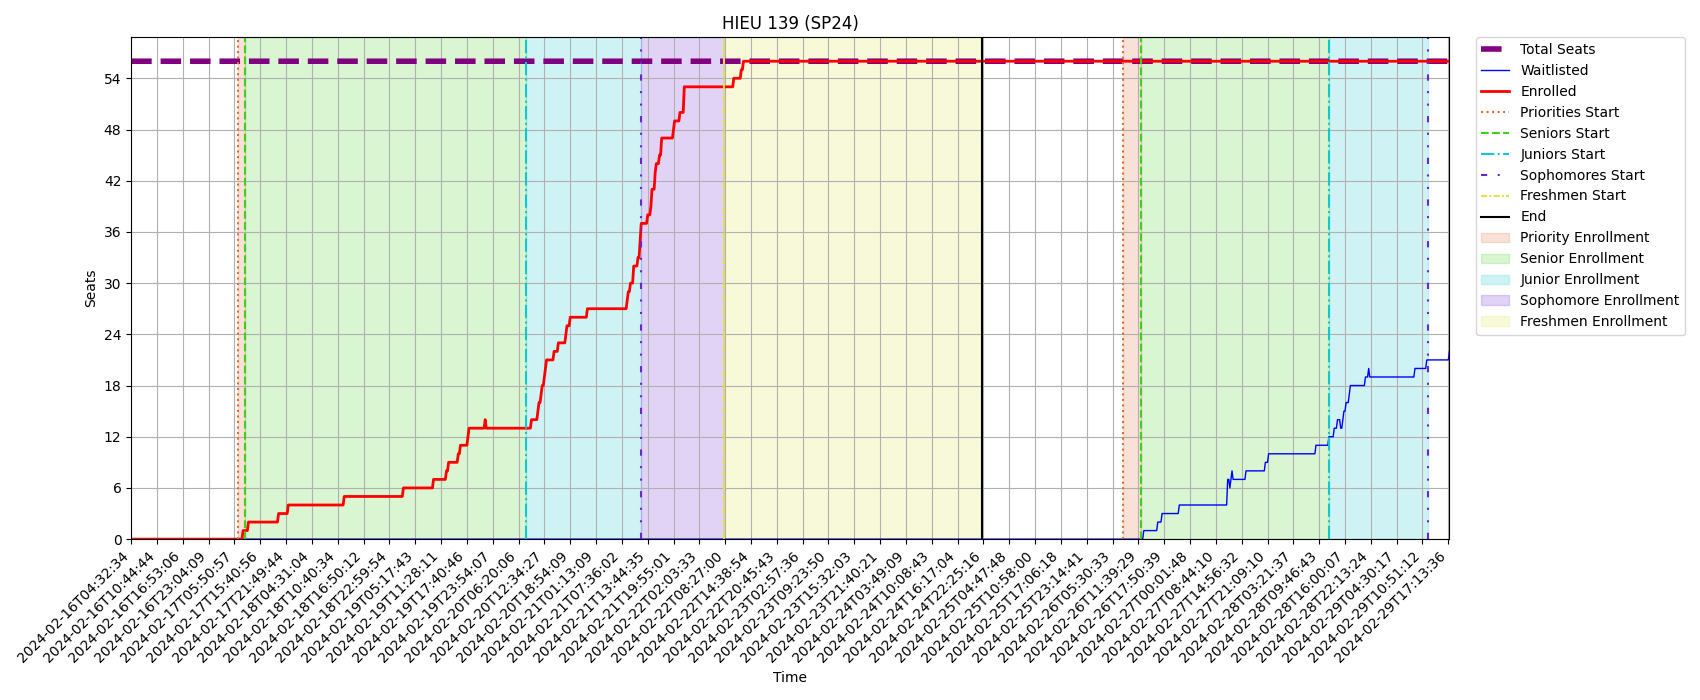 HIEU 139 (SP24)
Seats
54
48
42
36
30
24
18
12
6
0
2024-02-16T04:32:34
2024-02-16T10:44:44
2024-02-16T16:53:06
2024-02-16T23:04:09
2024-02-17T05:50:57
2024-02-17T15:40:56
2024-02-17T21:49:44
2024-02-18T04:31:04
2024-02-18T10:40:34
2024-02-18T16:50:12
2024-02-18T22:59:54
2024-02-19T05:17:43
2024-02-19T11:28:11
2024-02-19T17:40:46
2024-02-19T23:54:07
2024-02-20T06:20:06
2024-02-20T12:34:27
2024-02-20T18:54:09
2024-02-21T01:13:09
2024-02-21T07:36:02
2024-02-21T13:44:35
2024-02-21T19:55:01
2024-02-22T02:03:33
2024-02-22T08:27:00
2024-02-22T14:38:54
2024-02-22T20:45:43
2024-02-23T02:57:36
2024-02-23T09:23:50
2024-02-23T15:32:03
2024-02-23T21:40:21
2024-02-24T03:49:09
2024-02-24T10:08:43
2024-02-24T16:17:04
2024-02-24T22:25:16
2024-02-25T04:47:48
2024-02-25T10:58:00
2024-02-25T17:06:18
2024-02-25T23:14:41
2024-02-26T05:30:33
2024-02-26T11:39:29
2024-02-26T17:50:39
2024-02-27T00:01:48
2024-02-27T08:44:10
2024-02-27T14:56:32
2024-02-27T21:09:10
2024-02-28T03:21:37
2024-02-28T09:46:43
2024-02-28T16:00:07
2024-02-28T22:13:24
2024-02-29T04:30:17
2024-02-29T10:51:12
2024-02-29T17:13:36
Time
Total Seats
Waitlisted
Enrolled
Priorities Start
Seniors Start
Juniors Start
Sophomores Start
Freshmen Start
End
Priority Enrollment
Senior Enrollment
Junior Enrollment
Sophomore Enrollment
Freshmen Enrollment